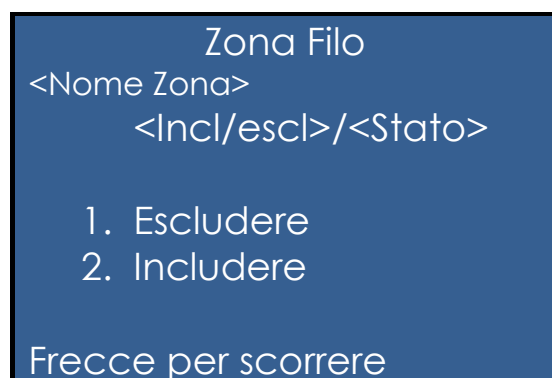 Zona Filo
<Nome Zona>
<Incl/escl>/<Stato>
1. Escludere
2. Includere
Frecce per scorrere